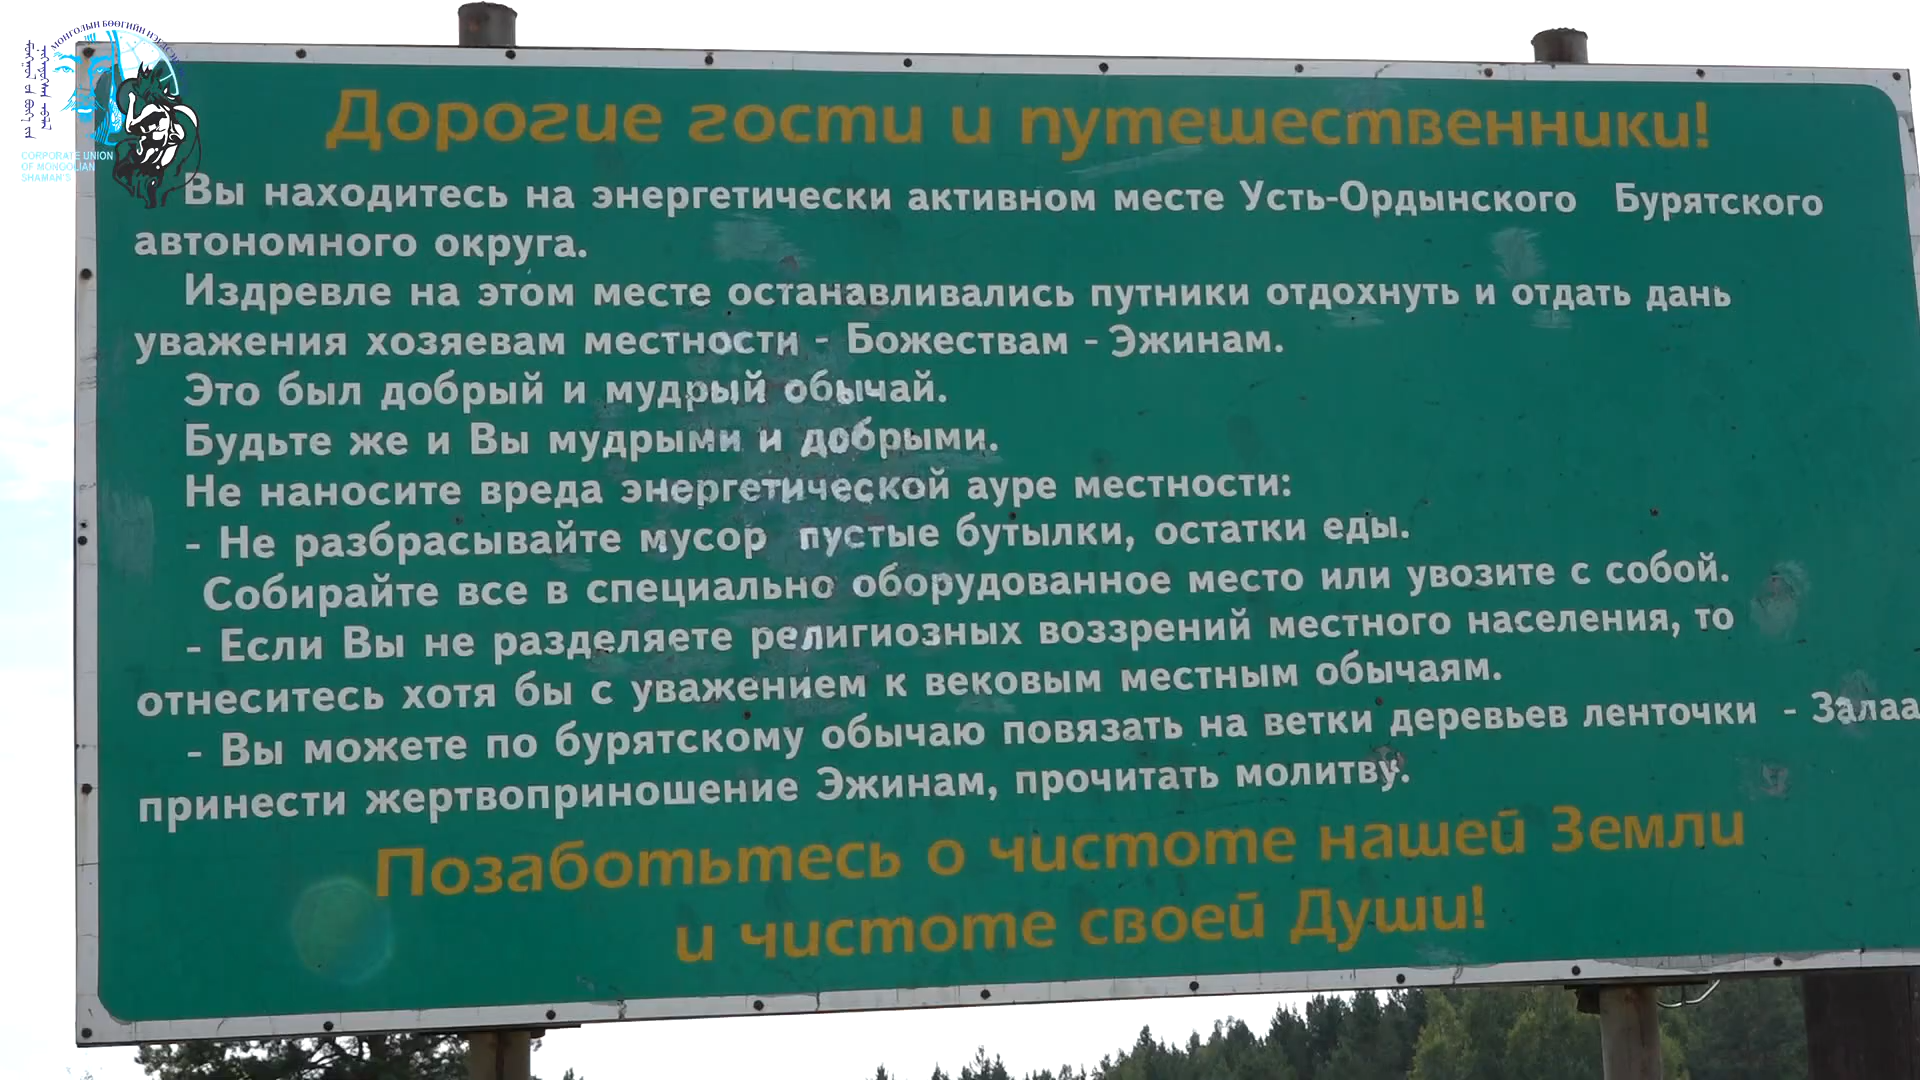 МОНГОЛЫН БӨӨГИЙН
CORPORATE UNION
OF MONGOLIAN
SHAMAN'S
Дорогие гости и путешественники!
Вы находитесь на энергетически активном месте Усть-Ордынского Бурятского
автономного округа.
Издревле на этом месте останавливались путники отдохнуть и отдать дань
уважения хозяевам местности - Божествам - Эжинам.
Это был добрый и мудрый обычай.
Будьте же и Вы мудрыми и добрыми.
Не наносите вреда энергетической ауре местности:
- Не разбрасывайте мусор пустые бутылки, остатки еды.
Собирайте все в специально оборудованное место или увозите с собой.
- Если Вы не разделяете религиозных воззрений местного населения, то
отнеситесь хотя бы с уважением к вековым местным обычаям.
- Вы можете по бурятскому обычаю повязать на ветки деревьев ленточки - Залаа
принести жертвоприношение Эжинам, прочитать молитву.
Позаботьтесь о чистоте нашей Земли
и чистоте своей Души!